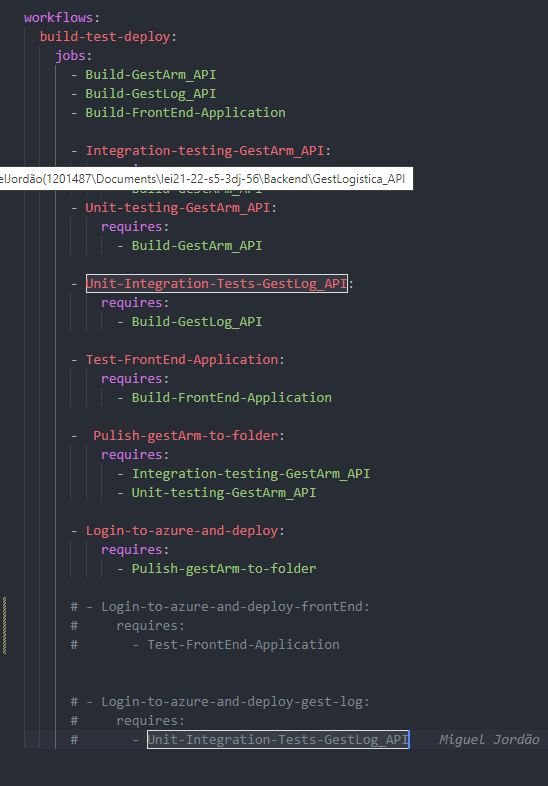 workflows:
build-test-deploy:
jobs:
- Build-GestArm_API
- Build-GestLog_API
- Build-FrontEnd-Application
- Integration-testing-GestArm_API:
elJordão(1201487\Documents\lei21-22-s5-3dj-56\Backend\GestLogistica_API
- Unit-testing-GestArm_API:
requires:
- Build-GestArm_API
- Unit-Integration-Tests-GestLog_API:
requires:
- Build-GestLog_API
- Test-FrontEnd-Application:
requires:
- Build-FrontEnd-Application
-  Pulish-gestArm-to-folder:
requires:
- Integration-testing-GestArm_API
- Unit-testing-GestArm_API
- Login-to-azure-and-deploy:
requires:
- Pulish-gestArm-to-folder
# - Login-to-azure-and-deploy-frontEnd:
#     requires:
#       - Test-FrontEnd-Application
# - Login-to-azure-and-deploy-gest-log:
#     requires:
#       - Unit-Integration-Tests-GestLog_API    Miguel Jordão